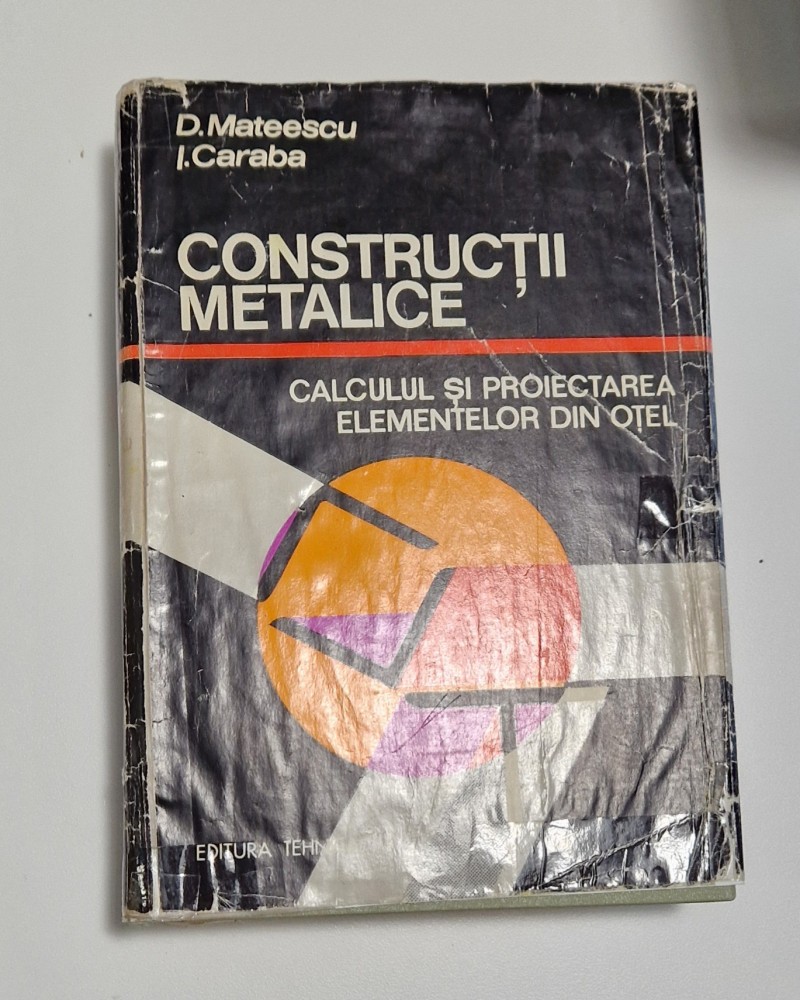 D.Mateescu
I.Caraba
CONSTRUCȚII
METALICE
CALCULUL ȘI PROIECTAREA
ELEMENTELOR DIN OȚEL
EDITURA